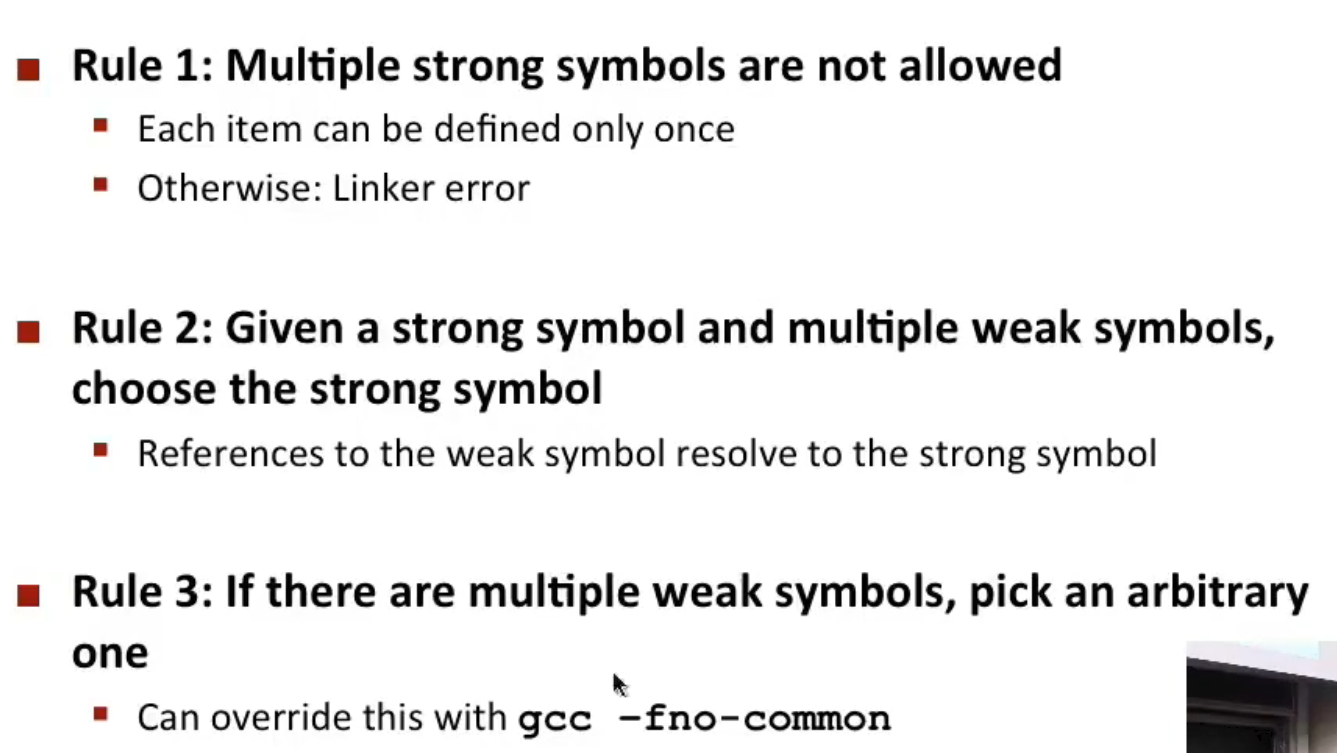 Rule 1: Multiple strong symbols are not allowed
Each item can be defined only once
Otherwise: Linker error
Rule 2: Given a strong symbol and multiple weak symbols,
choose the strong symbol
References to the weak symbol resolve to the strong symbol
Rule 3: If there are multiple weak symbols, pick an arbitrary
one
Can override this with gcc –fno-common